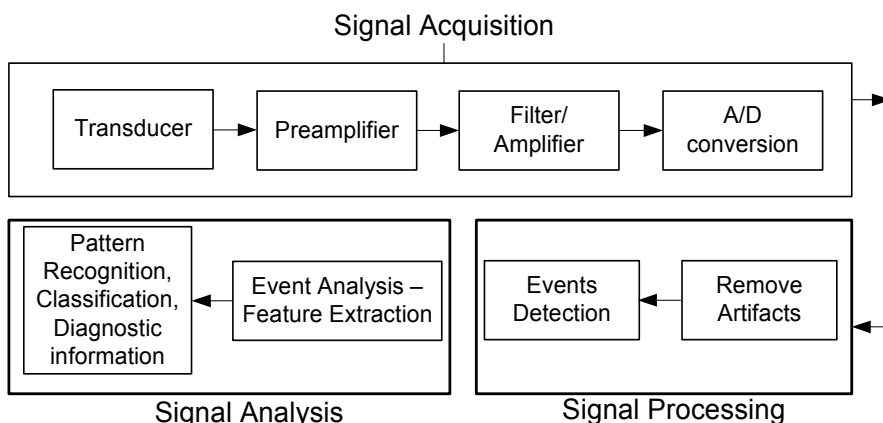 Signal Acquisition
Transducer
Preamplifier
Filter/
Amplifier
A/D
conversion
Pattern
Recognition,
Classification,
Diagnostic
information
Event Analysis –
Feature Extraction
Events
Detection
Remove
Artifacts
Signal Analysis
Signal Processing